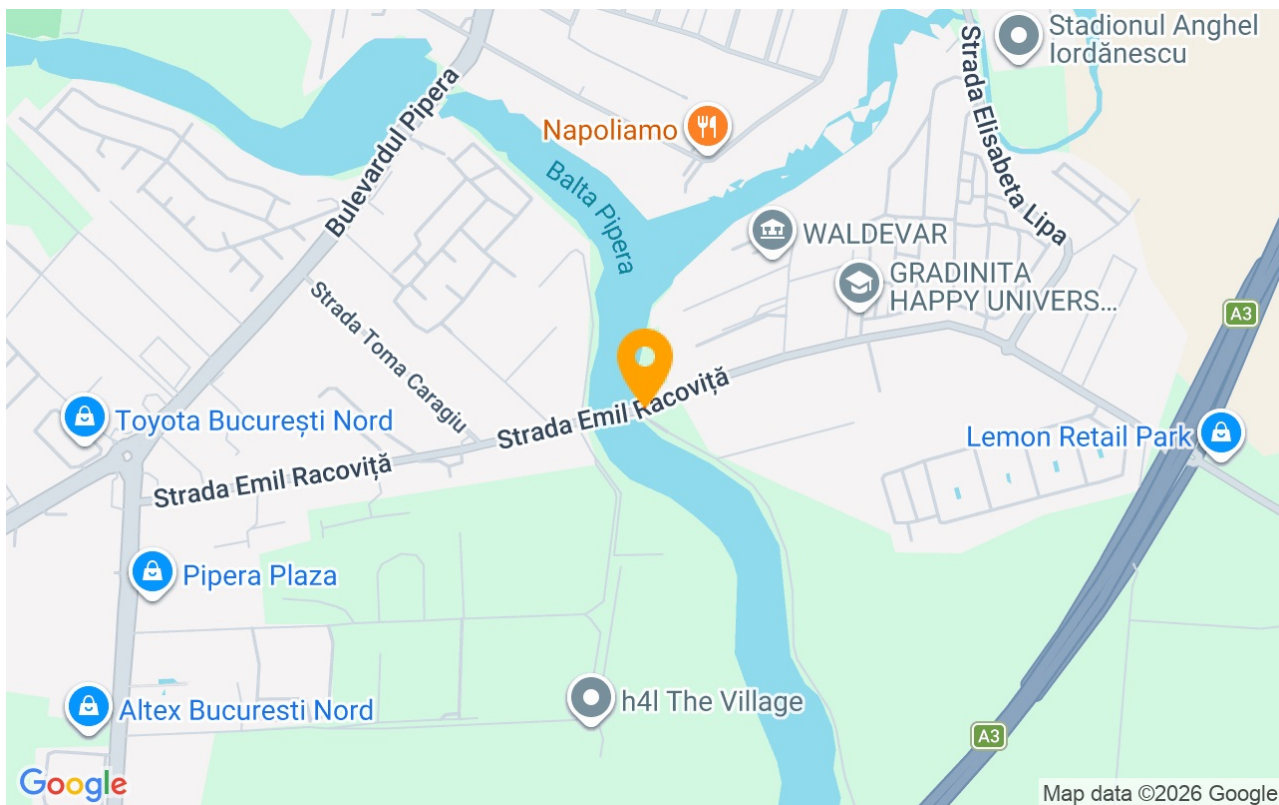 Stadionul Anghel
Iordănescu
Strada Elisabeta Lipa
Bulevardul Pipera
Napoliamo
Balta Pipera
WALDEVAR
GRADINITA
HAPPY UNIVERS...
A3
Strada Toma Caragiu
Strada Emil Racoviță
Toyota București Nord
Lemon Retail Park
Strada Emil Racoviță
Pipera Plaza
h4l The Village
Altex Bucuresti Nord
A3
Google
Map data ©2026 Google